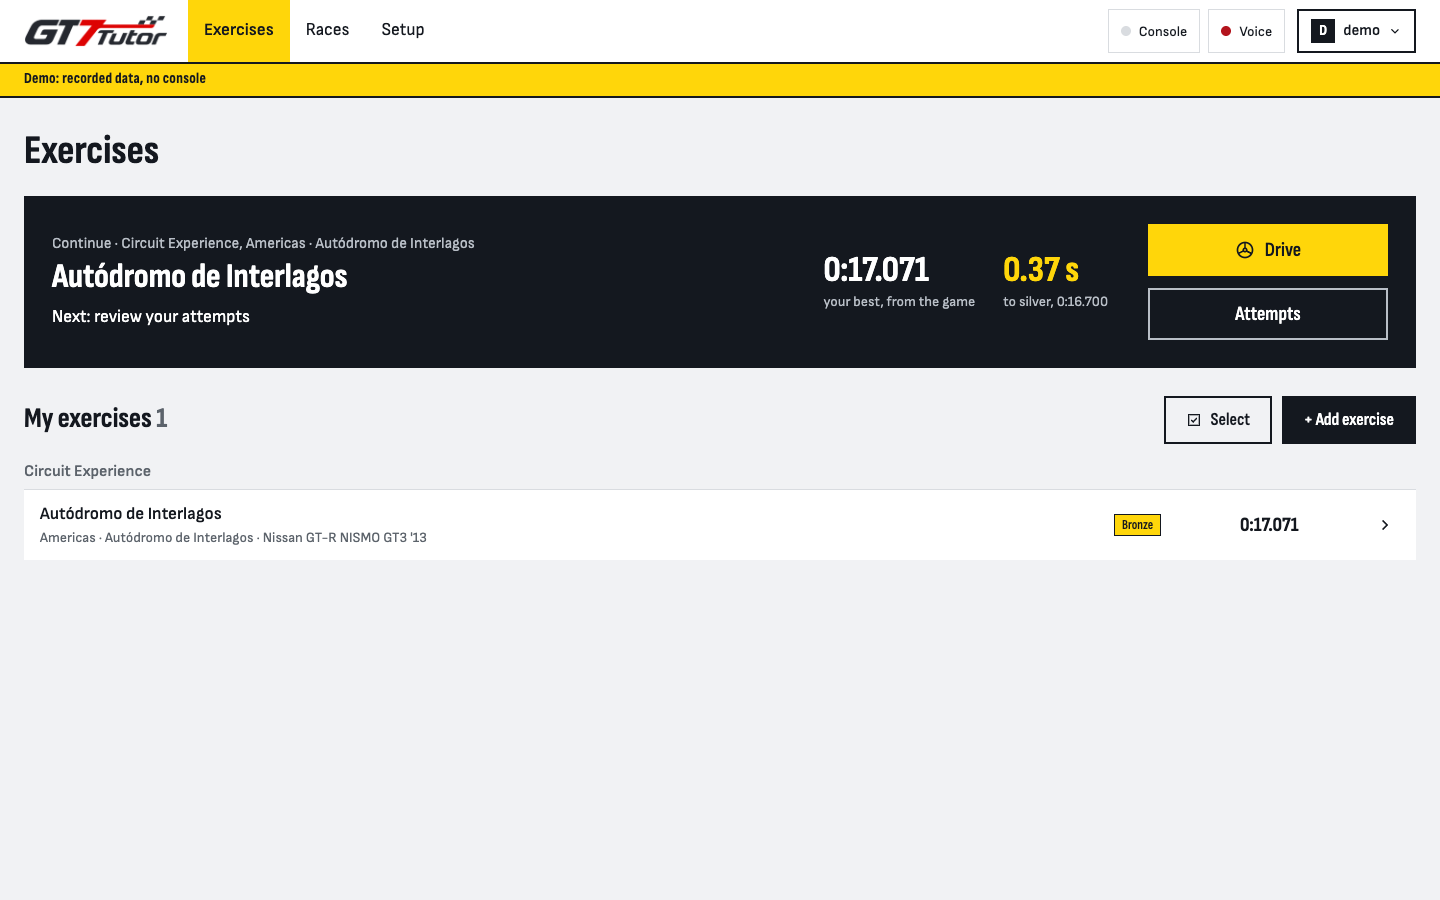 GT7Tutor
Exercises
Races
Setup
Console
Voice
D
demo
Demo: recorded data, no console
Exercises
Continue · Circuit Experience, Americas · Autódromo de Interlagos
Autódromo de Interlagos
Next: review your attempts
0:17.071
your best, from the game
0.37 s
to silver, 0:16.700
Drive
Attempts
My exercises 1
Select
+ Add exercise
Circuit Experience
Autódromo de Interlagos
Americas · Autódromo de Interlagos · Nissan GT-R NISMO GT3 '13
Bronze
0:17.071